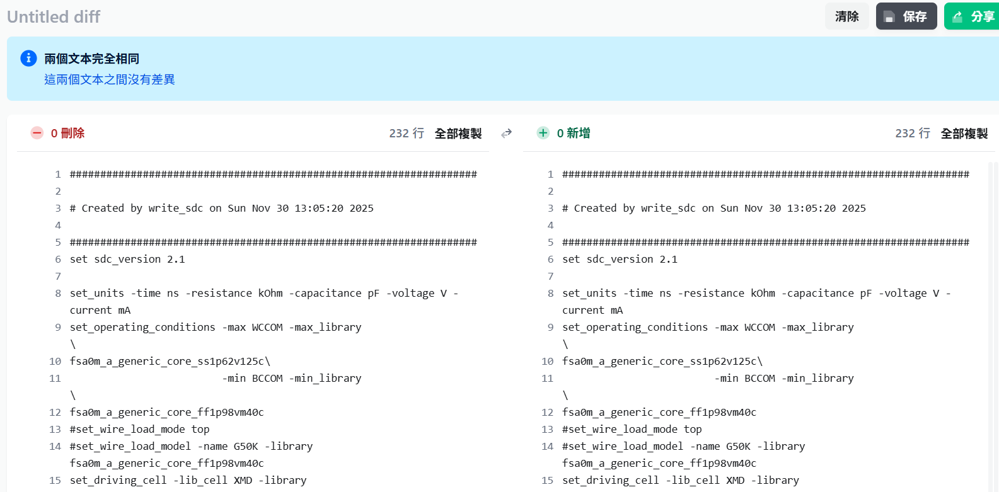 Untitled diff
清除
保存
分享
兩個文本完全相同
這兩個文本之間沒有差異
0 刪除
232 行 全部複製
0 新增
232 行 全部複製
1 ###################################################################
2
3 # Created by write_sdc on Sun Nov 30 13:05:20 2025
4
5 ###################################################################
6 set sdc_version 2.1
7
8 set_units -time ns -resistance kOhm -capacitance pF -voltage V -
current mA
9 set_operating_conditions -max WCCOM -max_library
\
10 fsa0m_a_generic_core_ss1p62v125c\
11                          -min BCCOM -min_library
\
12 fsa0m_a_generic_core_ff1p98vm40c
13 #set_wire_load_mode top
14 #set_wire_load_model -name G50K -library
fsa0m_a_generic_core_ff1p98vm40c
15 set_driving_cell -lib_cell XMD -library
1 ###################################################################
2
3 # Created by write_sdc on Sun Nov 30 13:05:20 2025
4
5 ###################################################################
6 set sdc_version 2.1
7
8 set_units -time ns -resistance kOhm -capacitance pF -voltage V -
current mA
9 set_operating_conditions -max WCCOM -max_library
\
10 fsa0m_a_generic_core_ss1p62v125c\
11                          -min BCCOM -min_library
\
12 fsa0m_a_generic_core_ff1p98vm40c
13 #set_wire_load_mode top
14 #set_wire_load_model -name G50K -library
fsa0m_a_generic_core_ff1p98vm40c
15 set_driving_cell -lib_cell XMD -library